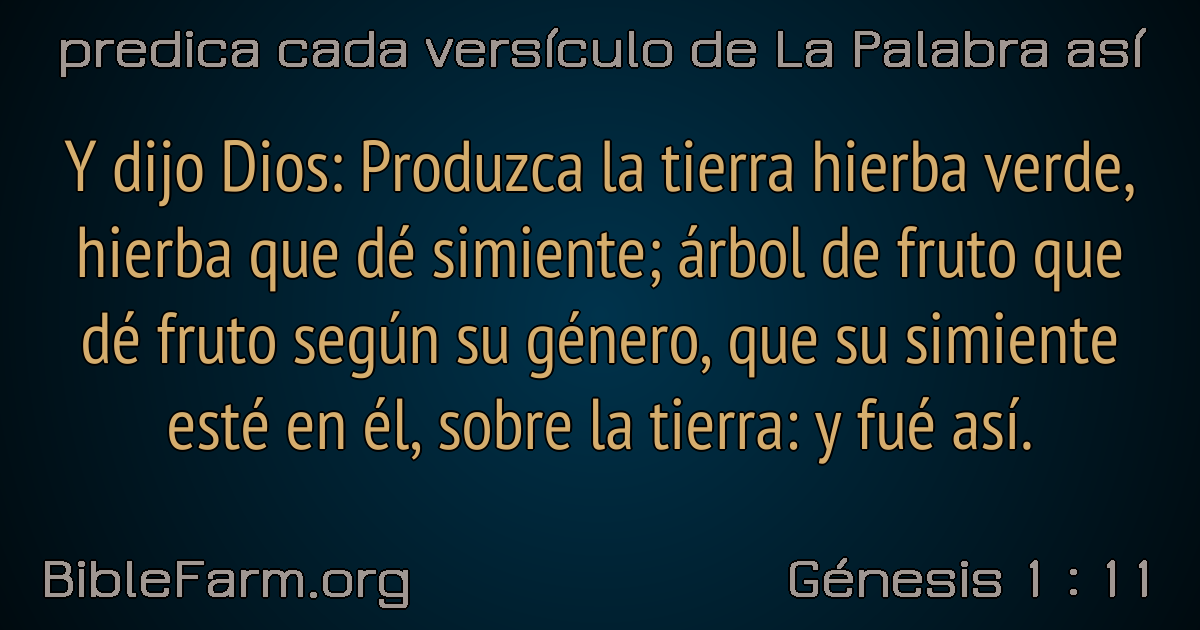 predica cada versículo de La Palabra así
Y dijo Dios: Produzca la tierra hierba verde,
hierba que dé simiente; árbol de fruto que
dé fruto según su género, que su simiente
esté en él, sobre la tierra: y fué así.
BibleFarm.org
Génesis 1 : 11